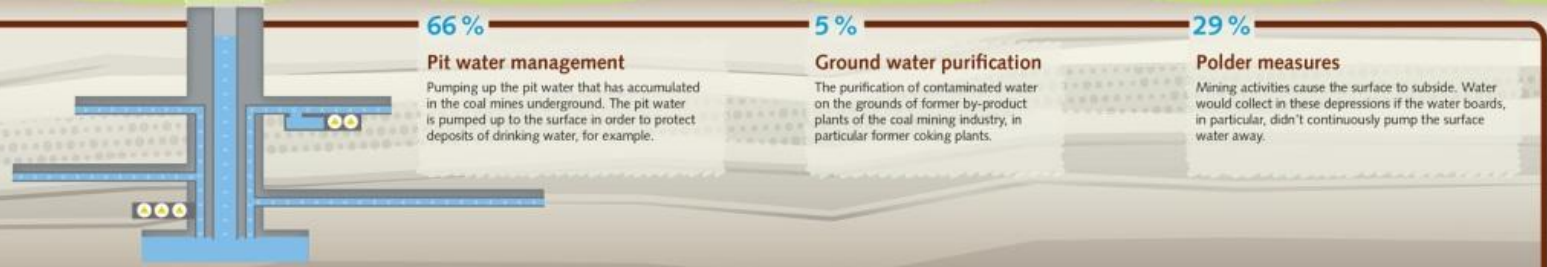 66 %
Pit water management
Pumping up the pit water that has accumulated
in the coal mines underground. The pit water
is pumped up to the surface in order to protect
deposits of drinking water, for example.
5 %
Ground water purification
The purification of contaminated water
on the grounds of former by-product
plants of the coal mining industry, in
particular former coking plants.
29 %
Polder measures
Mining activities cause the surface to subside. Water
would collect in these depressions if the water boards,
in particular, didn't continuously pump the surface
water away.